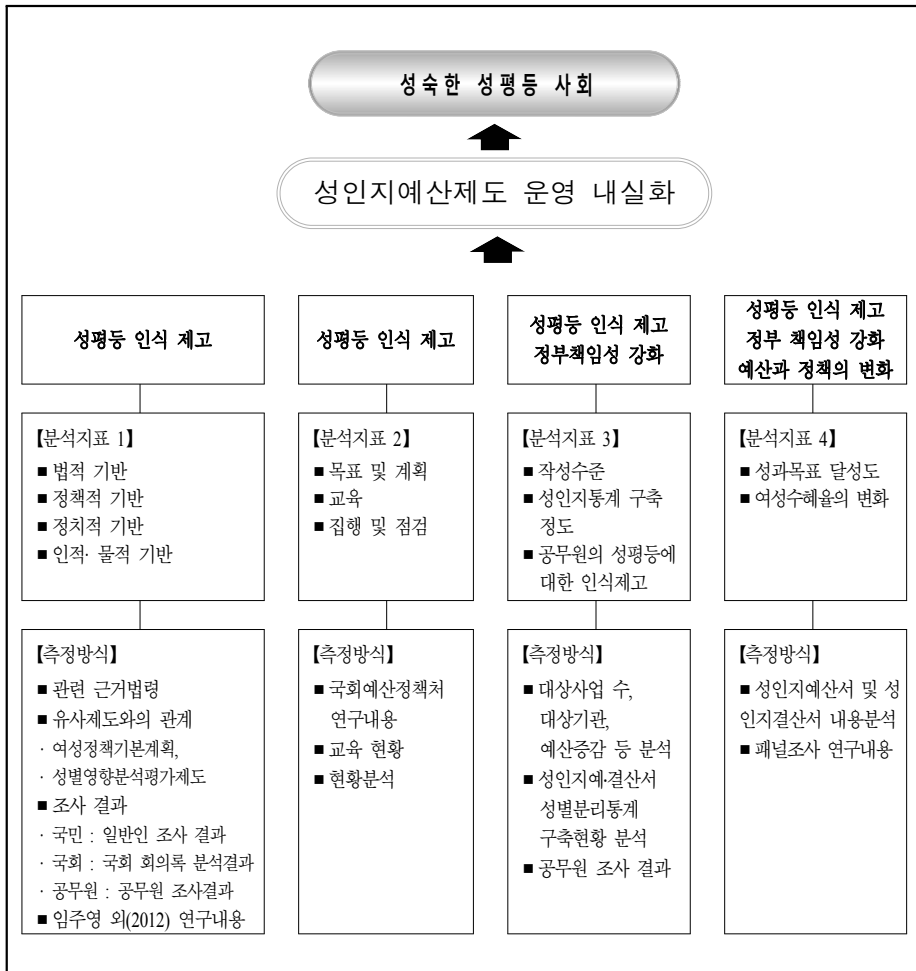 성숙한 성평등 사회
성인지예산제도 운영 내실화
성평등 인식 제고
【분석지표 1】
■ 법적 기반
■ 정책적 기반
■ 정치적 기반
■ 인적· 물적 기반
【측정방식】
■ 관련 근거법령
■ 유사제도와의 관계
· 여성정책기본계획,
· 성별영향분석평가제도
■ 조사 결과
· 국민 : 일반인 조사 결과
· 국회 : 국회 회의록 분석결과
· 공무원 : 공무원 조사결과
■ 임주영 외(2012) 연구내용
성평등 인식 제고
【분석지표 2】
■ 목표 및 계획
■ 교육
■ 집행 및 점검
【측정방식】
■ 국회예산정책처
연구내용
■ 교육 현황
■ 현황분석
성평등 인식 제고
정부책임성 강화
【분석지표 3】
■ 작성수준
■ 성인지통계 구축
정도
■ 공무원의 성평등에
대한 인식제고
【측정방식】
■ 대상사업 수,
대상기관,
예산증감 등 분석
■ 성인지예·결산서
성별분리통계
구축현황 분석
■ 공무원 조사 결과
성평등 인식 제고
정부 책임성 강화
예산과 정책의 변화
【분석지표 4】
■ 성과목표 달성도
■ 여성수혜율의 변화
【측정방식】
■ 성인지예산서 및 성
인지결산서 내용분석
■ 패널조사 연구내용